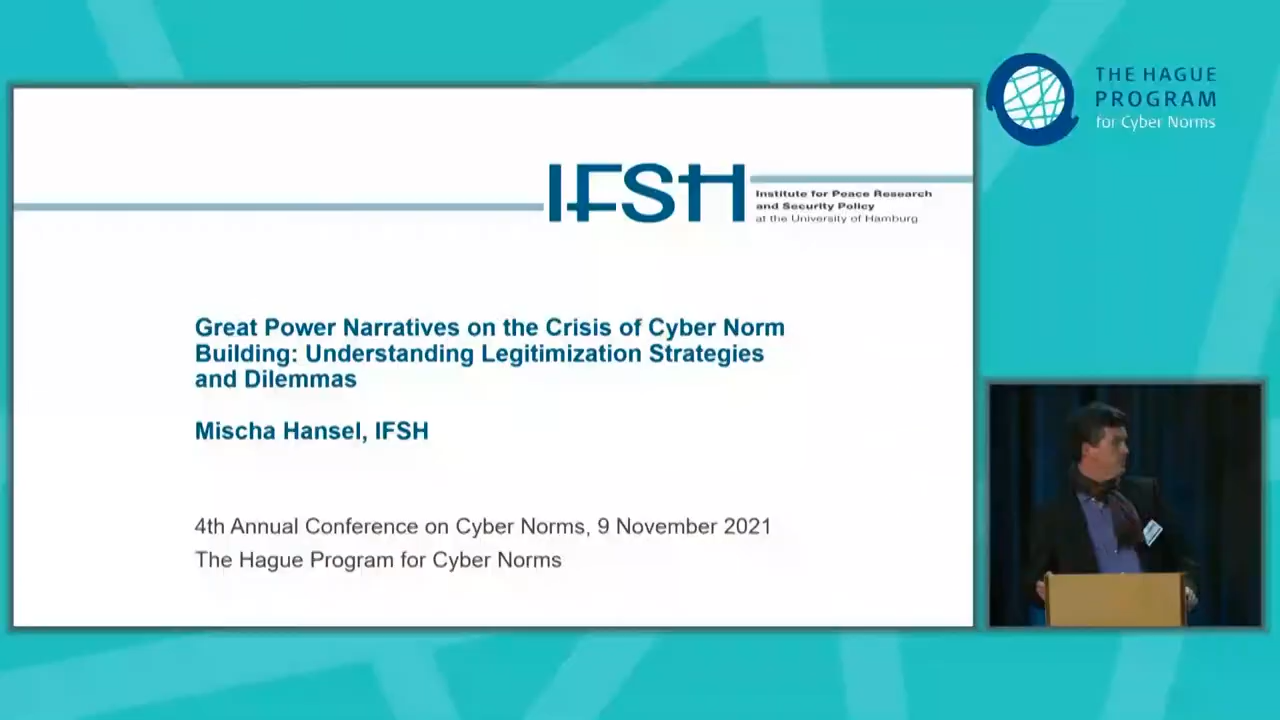 THE HAGUE
PROGRAM
for Cyber Norms
IFSH
Institute for Peace Research
and Security Policy
at the University of Hamburg
Great Power Narratives on the Crisis of Cyber Norm
Building: Understanding Legitimization Strategies
and Dilemmas
Mischa Hansel, IFSH
4th Annual Conference on Cyber Norms, 9 November 2021
The Hague Program for Cyber Norms